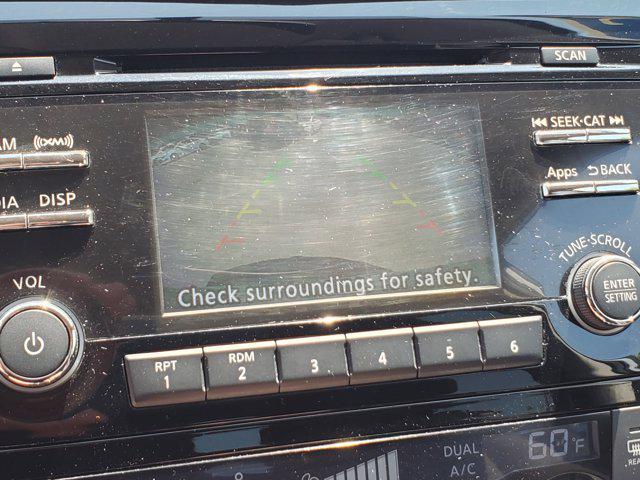 SCAN
AM ((XM))
SEEK·CAT
Apps BACK
DISP
TUNE·SCROLL
VOL
ENTER
SETTING
Check surroundings for safety.
RPT
1
RDM
2
3
4
5
6
DUAL
A/C
60°F